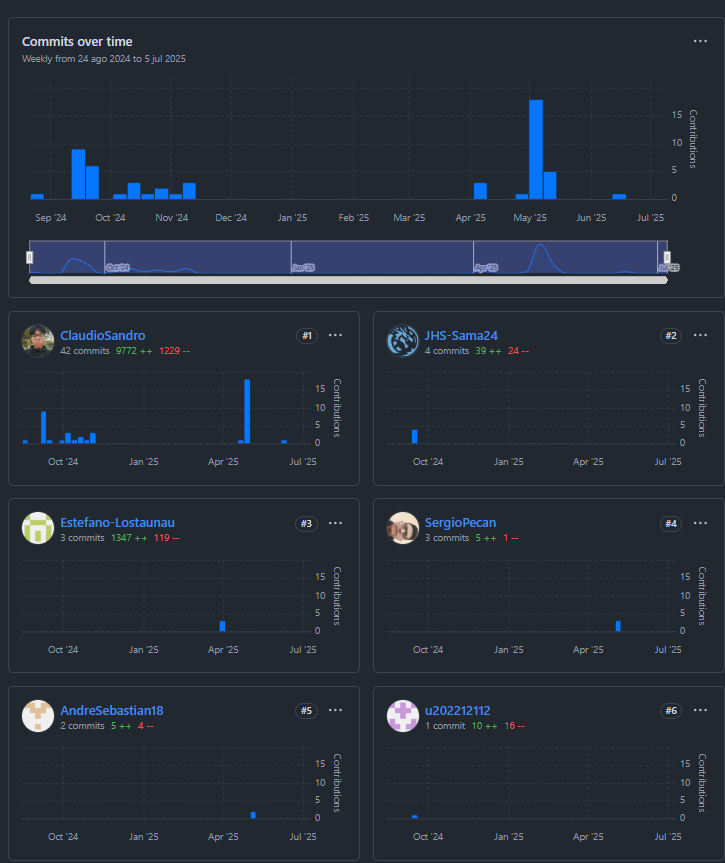 Commits over time
Weekly from 24 ago 2024 to 5 jul 2025
15
10
5
0
Contributions
Sep '24 Oct '24 Nov '24 Dec '24 Jan '25 Feb '25 Mar '25 Apr '25 May '25 Jun '25 Jul '25
Oct '24 Jan '25 Apr '25 Jul '25
ClaudioSandro #1
42 commits 9772 ++ 1229 --
15
10
5
0
Contributions
Oct '24 Jan '25 Apr '25 Jul '25
JHS-Sama24 #2
4 commits 39 ++ 24 --
15
10
5
0
Contributions
Oct '24 Jan '25 Apr '25 Jul '25
Estefano-Lostaunau #3
3 commits 1347 ++ 119 --
15
10
5
0
Contributions
Oct '24 Jan '25 Apr '25 Jul '25
SergioPecan #4
3 commits 5 ++ 1 --
15
10
5
0
Contributions
Oct '24 Jan '25 Apr '25 Jul '25
AndreSebastian18 #5
2 commits 5 ++ 4 --
15
10
5
0
Contributions
Oct '24 Jan '25 Apr '25 Jul '25
u202212112 #6
1 commit 10 ++ 16 --
15
10
5
0
Contributions
Oct '24 Jan '25 Apr '25 Jul '25